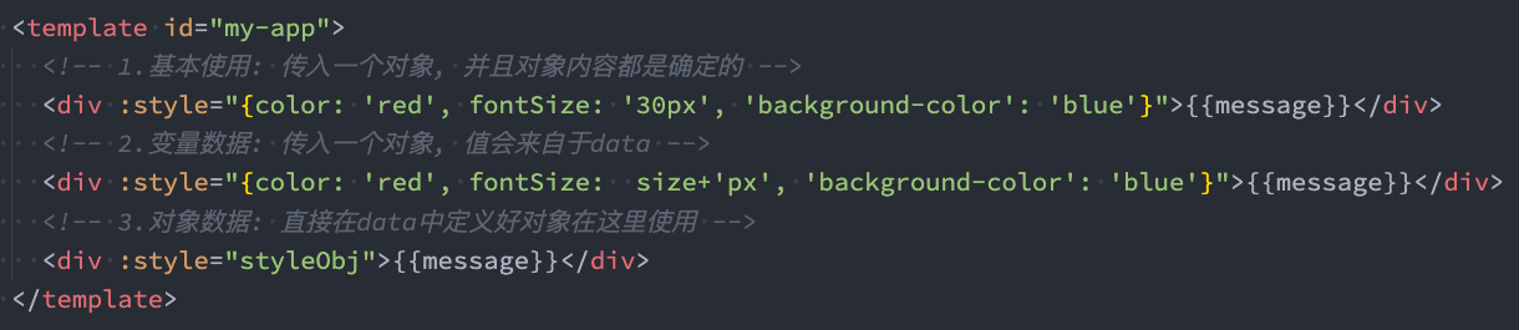 <template id="my-app">
<!-- 1.基本使用: 传入一个对象, 并且对象内容都是确定的 -->
<div :style="{color: 'red', fontSize: '30px', 'background-color': 'blue'}">{{message}}</div>
<!-- 2.变量数据: 传入一个对象, 值会来自于data -->
<div :style="{color: 'red', fontSize:  size+'px', 'background-color': 'blue'}">{{message}}</div>
<!-- 3.对象数据: 直接在data中定义好对象在这里使用 -->
<div :style="styleObj">{{message}}</div>
</template>